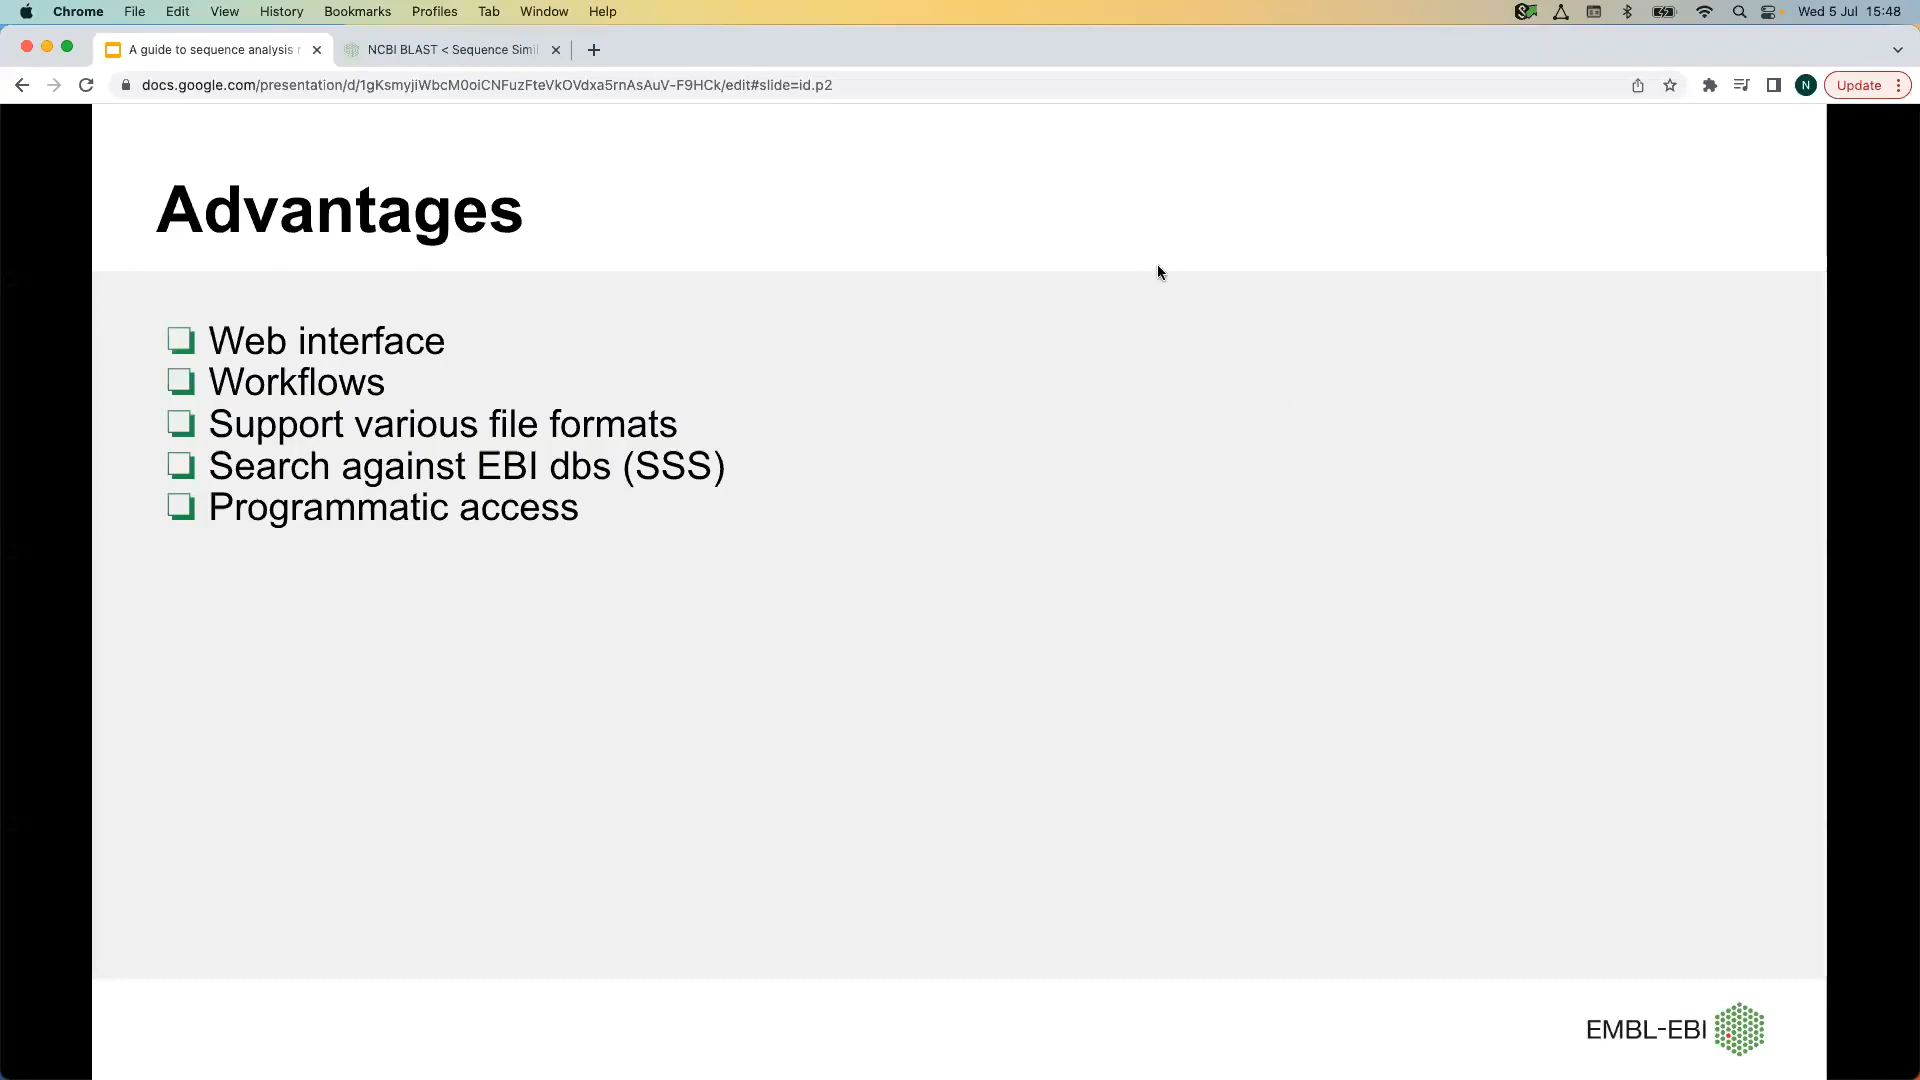 Chrome File Edit View History Bookmarks Profiles Tab Window Help Wed 5 Jul 15:48
A guide to sequence analysis NCBI BLAST < Sequence Simil
docs.google.com/presentation/d/1gKsmyjiWbcM0oiCNFuzFteVkOVdxa5rnAsAuV-F9HCk/edit#slide=id.p2 N Update
Advantages
Web interface
Workflows
Support various file formats
Search against EBI dbs (SSS)
Programmatic access
EMBL-EBI